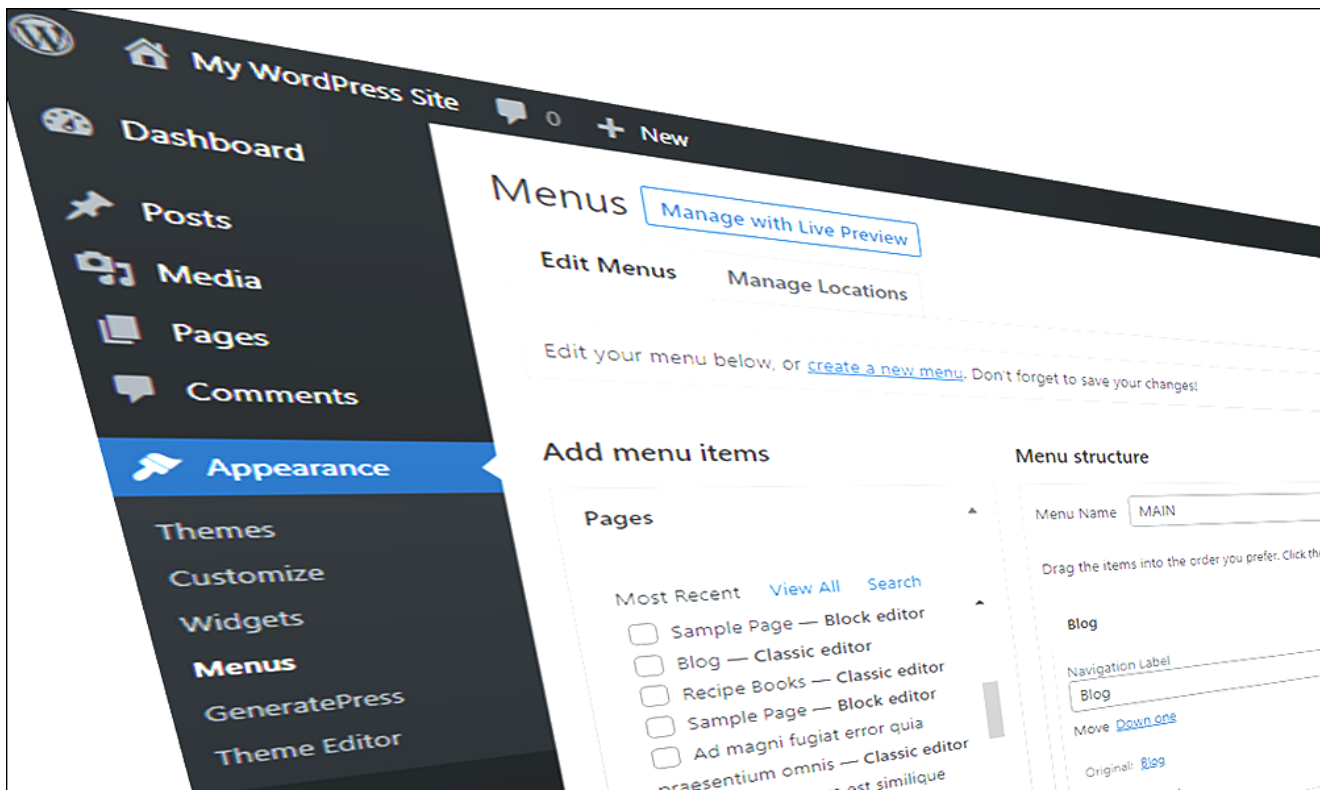 My WordPress Site
0
New
Dashboard
Posts
Media
Pages
Comments
Appearance
Themes
Customize
Widgets
Menus
GeneratePress
Theme Editor
Menus
Manage with Live Preview
Edit Menus
Manage Locations
Edit your menu below, or create a new menu. Don't forget to save your changes!
Add menu items
Pages
Most Recent
View All
Search
Sample Page — Block editor
Blog — Classic editor
Recipe Books — Classic editor
Sample Page — Block editor
Ad magni fugiat error quia
praesentium omnis — Classic editor
est similique
Menu structure
Menu Name
MAIN
Drag the items into the order you prefer. Click the
Blog
Navigation Label
Blog
Move Down one
Original: Blog